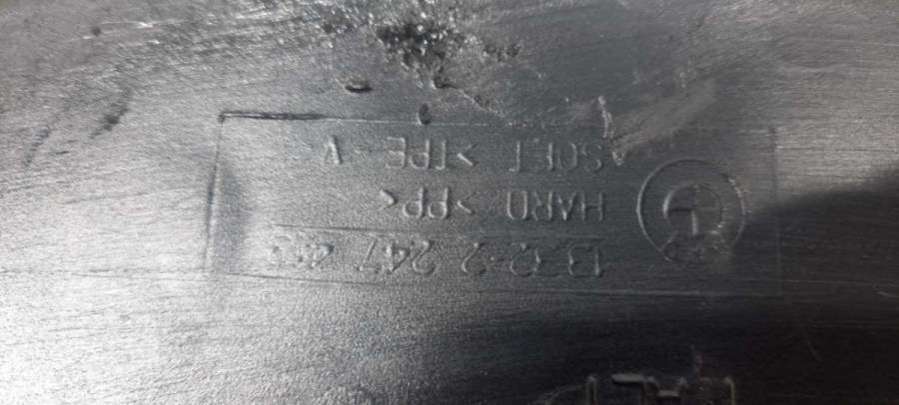 2 247
HARD >PP<
SOFT >TPE-V<